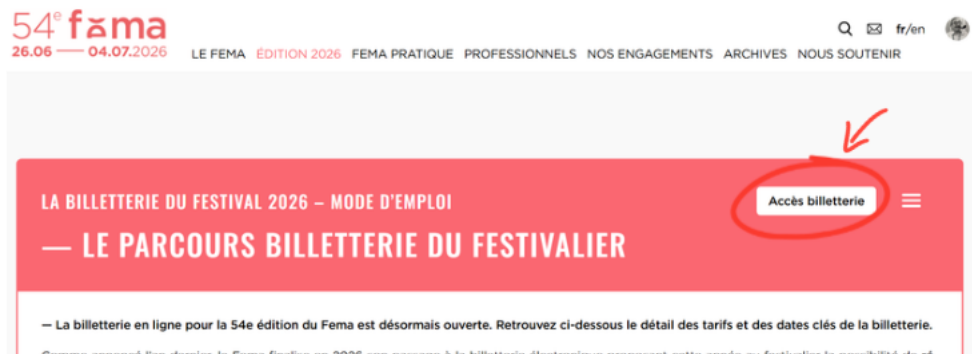 54e fema
26.06 — 04.07.2026
LE FEMA ÉDITION 2026 FEMA PRATIQUE PROFESSIONNELS NOS ENGAGEMENTS ARCHIVES NOUS SOUTENIR
fr/en
LA BILLETTERIE DU FESTIVAL 2026 – MODE D'EMPLOI
Accès billetterie
— LE PARCOURS BILLETTERIE DU FESTIVALIER
— La billetterie en ligne pour la 54e édition du Fema est désormais ouverte. Retrouvez ci-dessous le détail des tarifs et des dates clés de la billetterie.